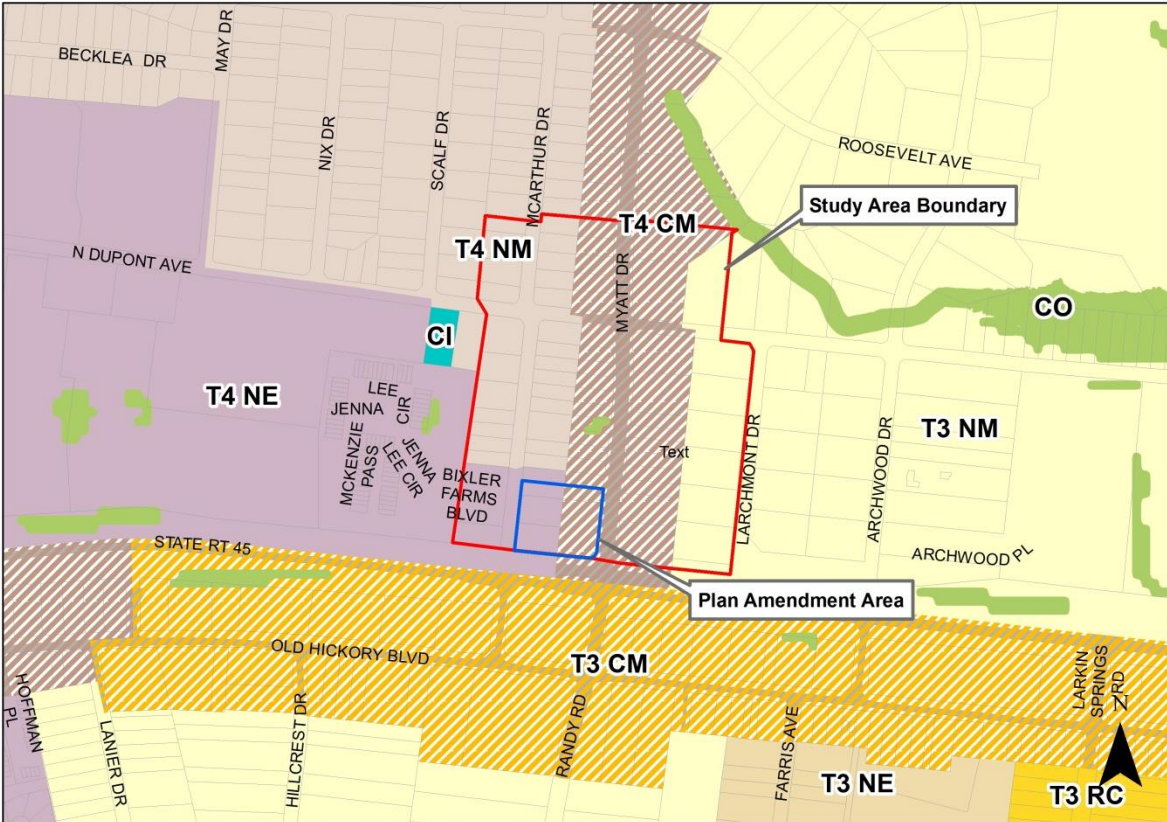 BECKLEA DR
MAY DR
NIX DR
SCALF DR
MCARTHUR DR
ROOSEVELT AVE
Study Area Boundary
T4 CM
T4 NM
N DUPONT AVE
MYATT DR
CO
CI
T4 NE
LEE
JENNA
CIR
MCKENZIE
PASS
JENNA
LEE CIR
BIXLER
FARMS
BLVD
Text
LARCHMONT DR
ARCHWOOD DR
T3 NM
STATE RT 45
ARCHWOOD PL
Plan Amendment Area
OLD HICKORY BLVD
T3 CM
LARKIN
SPRINGS
RD
N
HOFFMAN
PL
LANIER DR
HILLCREST DR
RANDY RD
FARRIS AVE
T3 NE
T3 RC